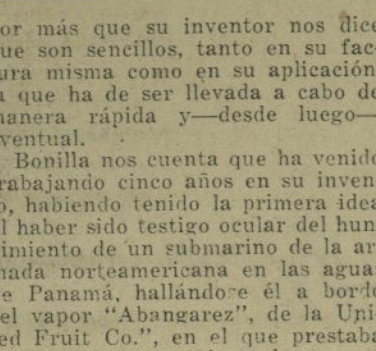 or más que su inventor nos dice
ue son sencillos, tanto en su fac-
ura misma como en su aplicación
a que ha de ser llevada a cabo de
manera rápida y—desde luego—
ventual.
Bonilla nos cuenta que ha venido
rabajando cinco años en su inven
o, habiendo tenido la primera idea
l haber sido testigo ocular del hun
imiento de un submarino de la ar
nada norteamericana en las agua
e Panamá, hallándose él a bordo
el vapor "Abangarez", de la Uni
ed Fruit Co.", en el que prestaba